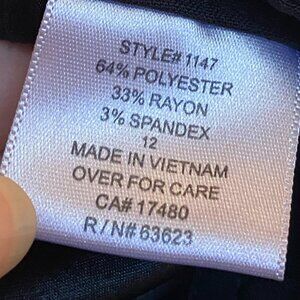 STYLE# 1147
64% POLYESTER
33% RAYON
3% SPANDEX
12
MADE IN VIETNAM
OVER FOR CARE
CA# 17480
R / N# 63623